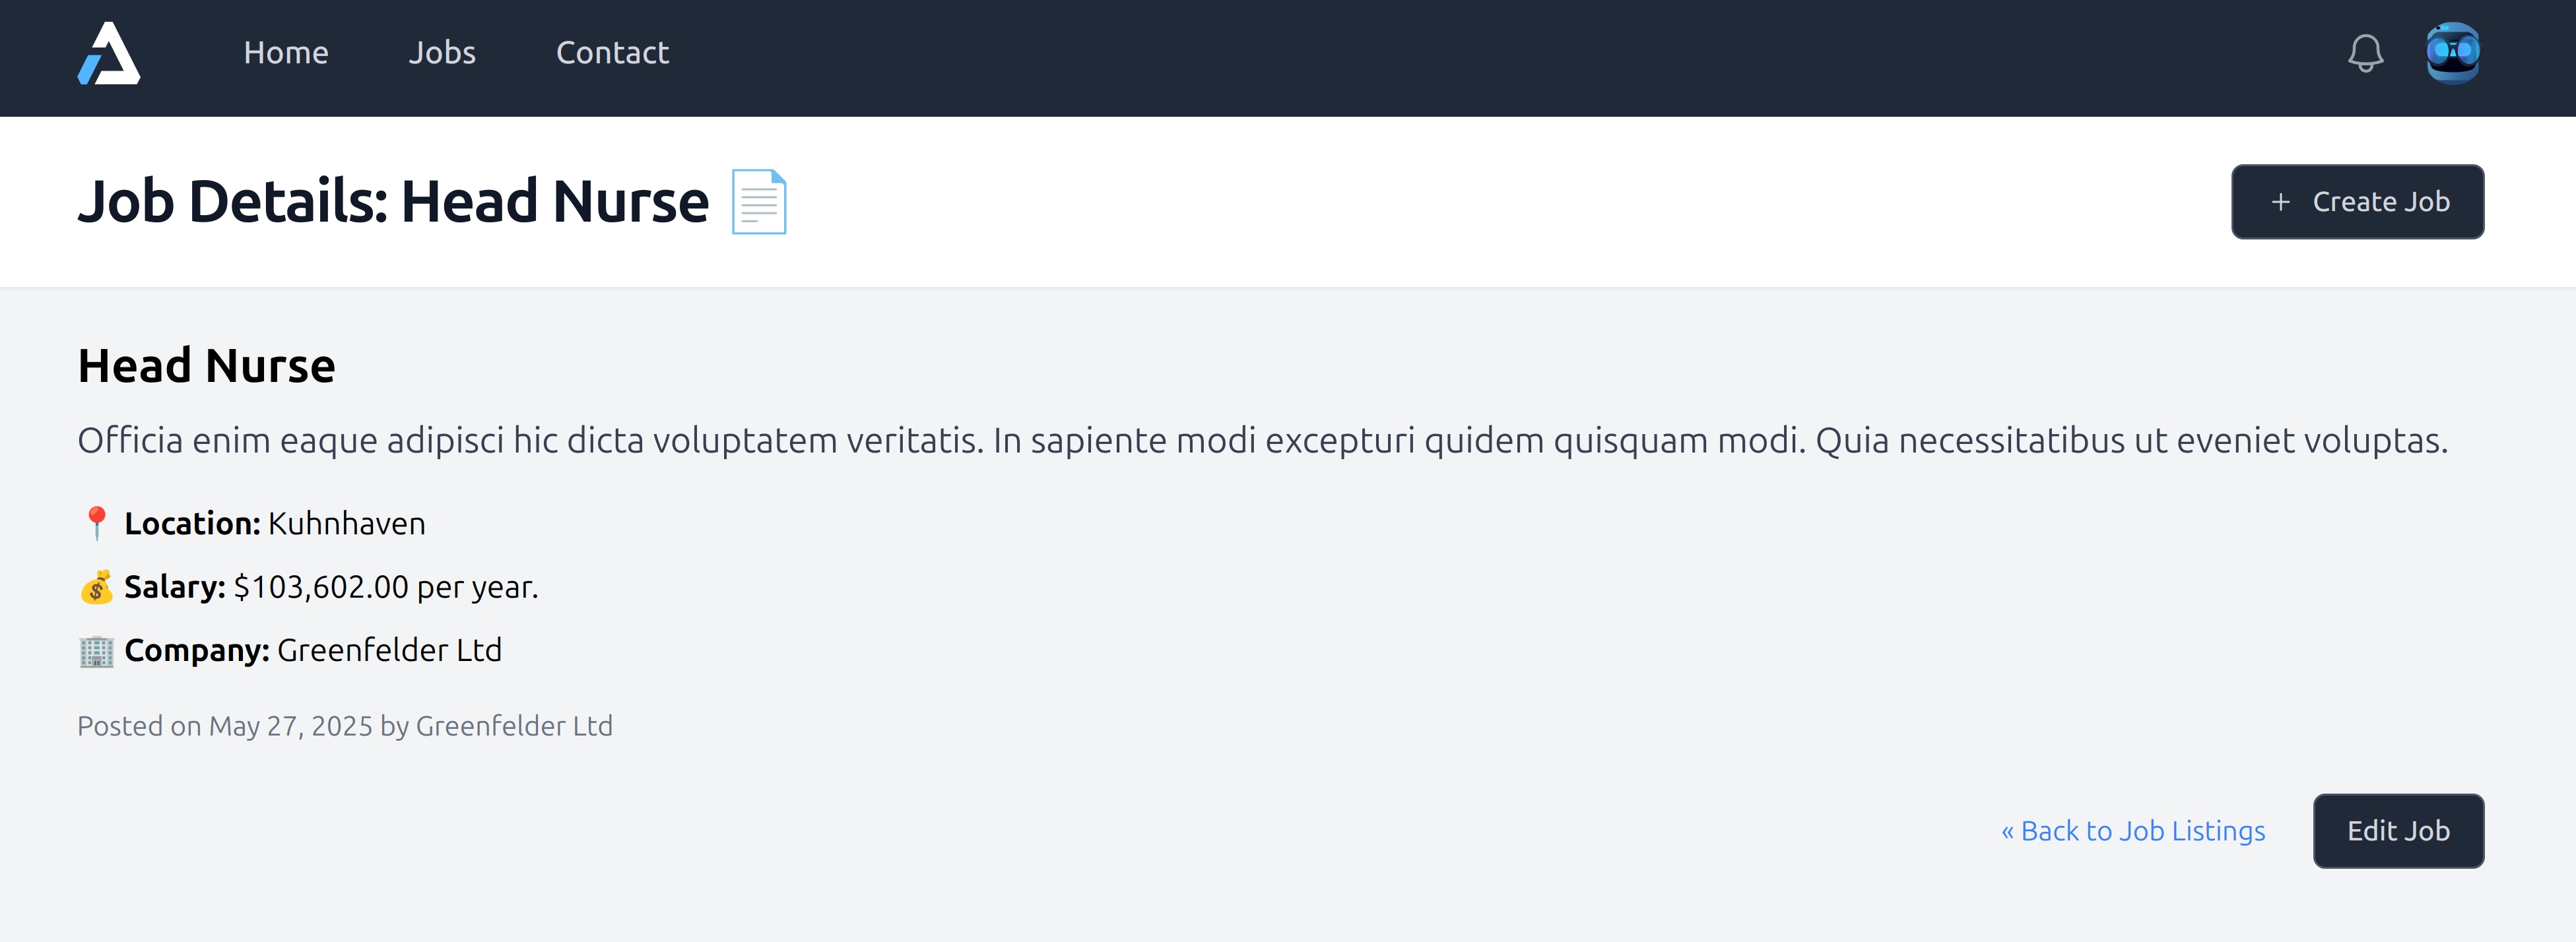 Home Jobs Contact
Job Details: Head Nurse
+ Create Job
Head Nurse
Officia enim eaque adipisci hic dicta voluptatem veritatis. In sapiente modi excepturi quidem quisquam modi. Quia necessitatibus ut eveniet voluptas.
Location: Kuhnhaven
Salary: $103,602.00 per year.
Company: Greenfelder Ltd
Posted on May 27, 2025 by Greenfelder Ltd
« Back to Job Listings
Edit Job